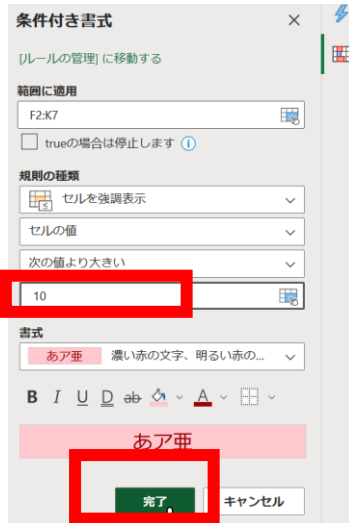 条件付き書式
[ルールの管理] に移動する
範囲に適用
F2:K7
trueの場合は停止します
規則の種類
セルを強調表示
セルの値
次の値より大きい
10
書式
あア亜 濃い赤の文字、明るい赤の...
B I U D ab A
あア亜
完了 キャンセル